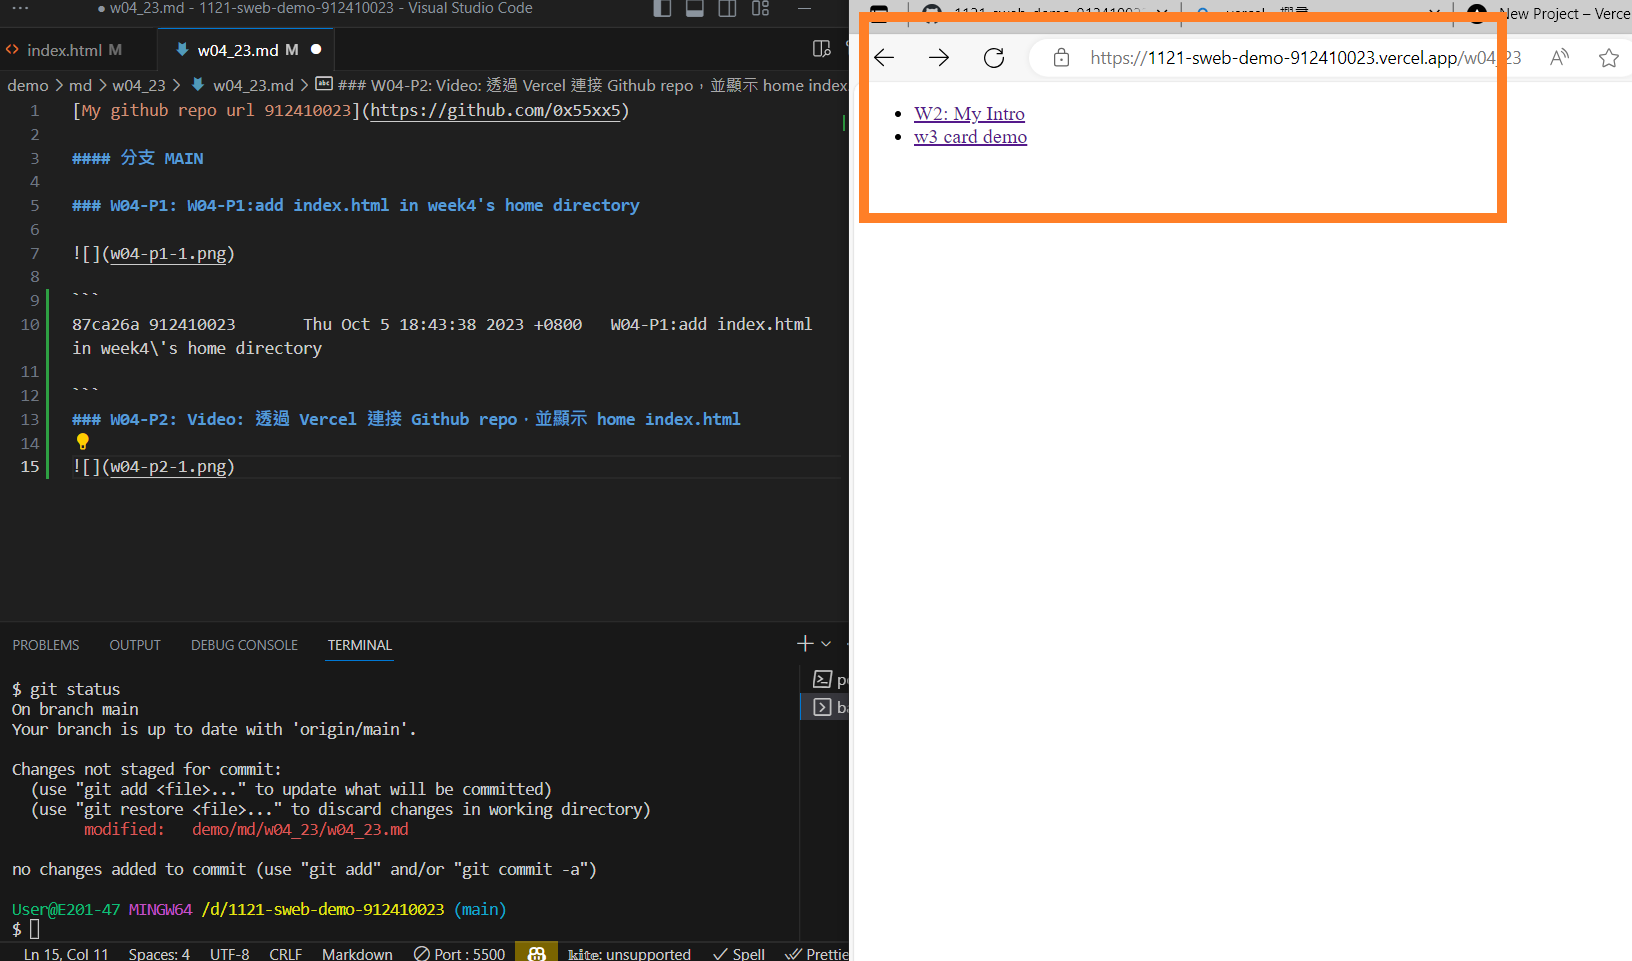 w04_23.md - 1121-sweb-demo-912410023 - Visual Studio Code
index.html M
w04_23.md M
demo > md > w04_23 > w04_23.md > ### W04-P2: Video: 透過 Vercel 連接 Github repo，並顯示 home index.
1 [My github repo url 912410023](https://github.com/0x55xx5)
2
3 #### 分支 MAIN
4
5 ### W04-P1: W04-P1:add index.html in week4's home directory
6
7 ![](w04-p1-1.png)
8
9 ```
10 87ca26a 912410023 Thu Oct 5 18:43:38 2023 +0800 W04-P1:add index.html
in week4\'s home directory
11
12 ```
13 ### W04-P2: Video: 透過 Vercel 連接 Github repo，並顯示 home index.html
14
15 ![](w04-p2-1.png)
PROBLEMS OUTPUT DEBUG CONSOLE TERMINAL
$ git status
On branch main
Your branch is up to date with 'origin/main'.
Changes not staged for commit:
(use "git add <file>..." to update what will be committed)
(use "git restore <file>..." to discard changes in working directory)
modified: demo/md/w04_23/w04_23.md
no changes added to commit (use "git add" and/or "git commit -a")
User@E201-47 MINGW64 /d/1121-sweb-demo-912410023 (main)
$
Ln 15, Col 11 Spaces: 4 UTF-8 CRLF Markdown Port : 5500 kite: unsupported Spell Prettie
New Project – Verce
https://1121-sweb-demo-912410023.vercel.app/w04_23
W2: My Intro
w3 card demo